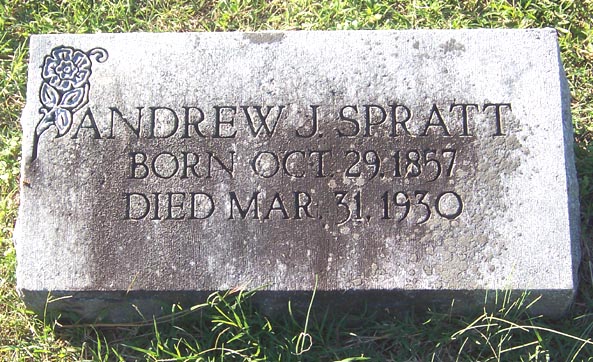 ANDREW J. SPRATT
BORN OCT. 29, 1857
DIED MAR. 31, 1930